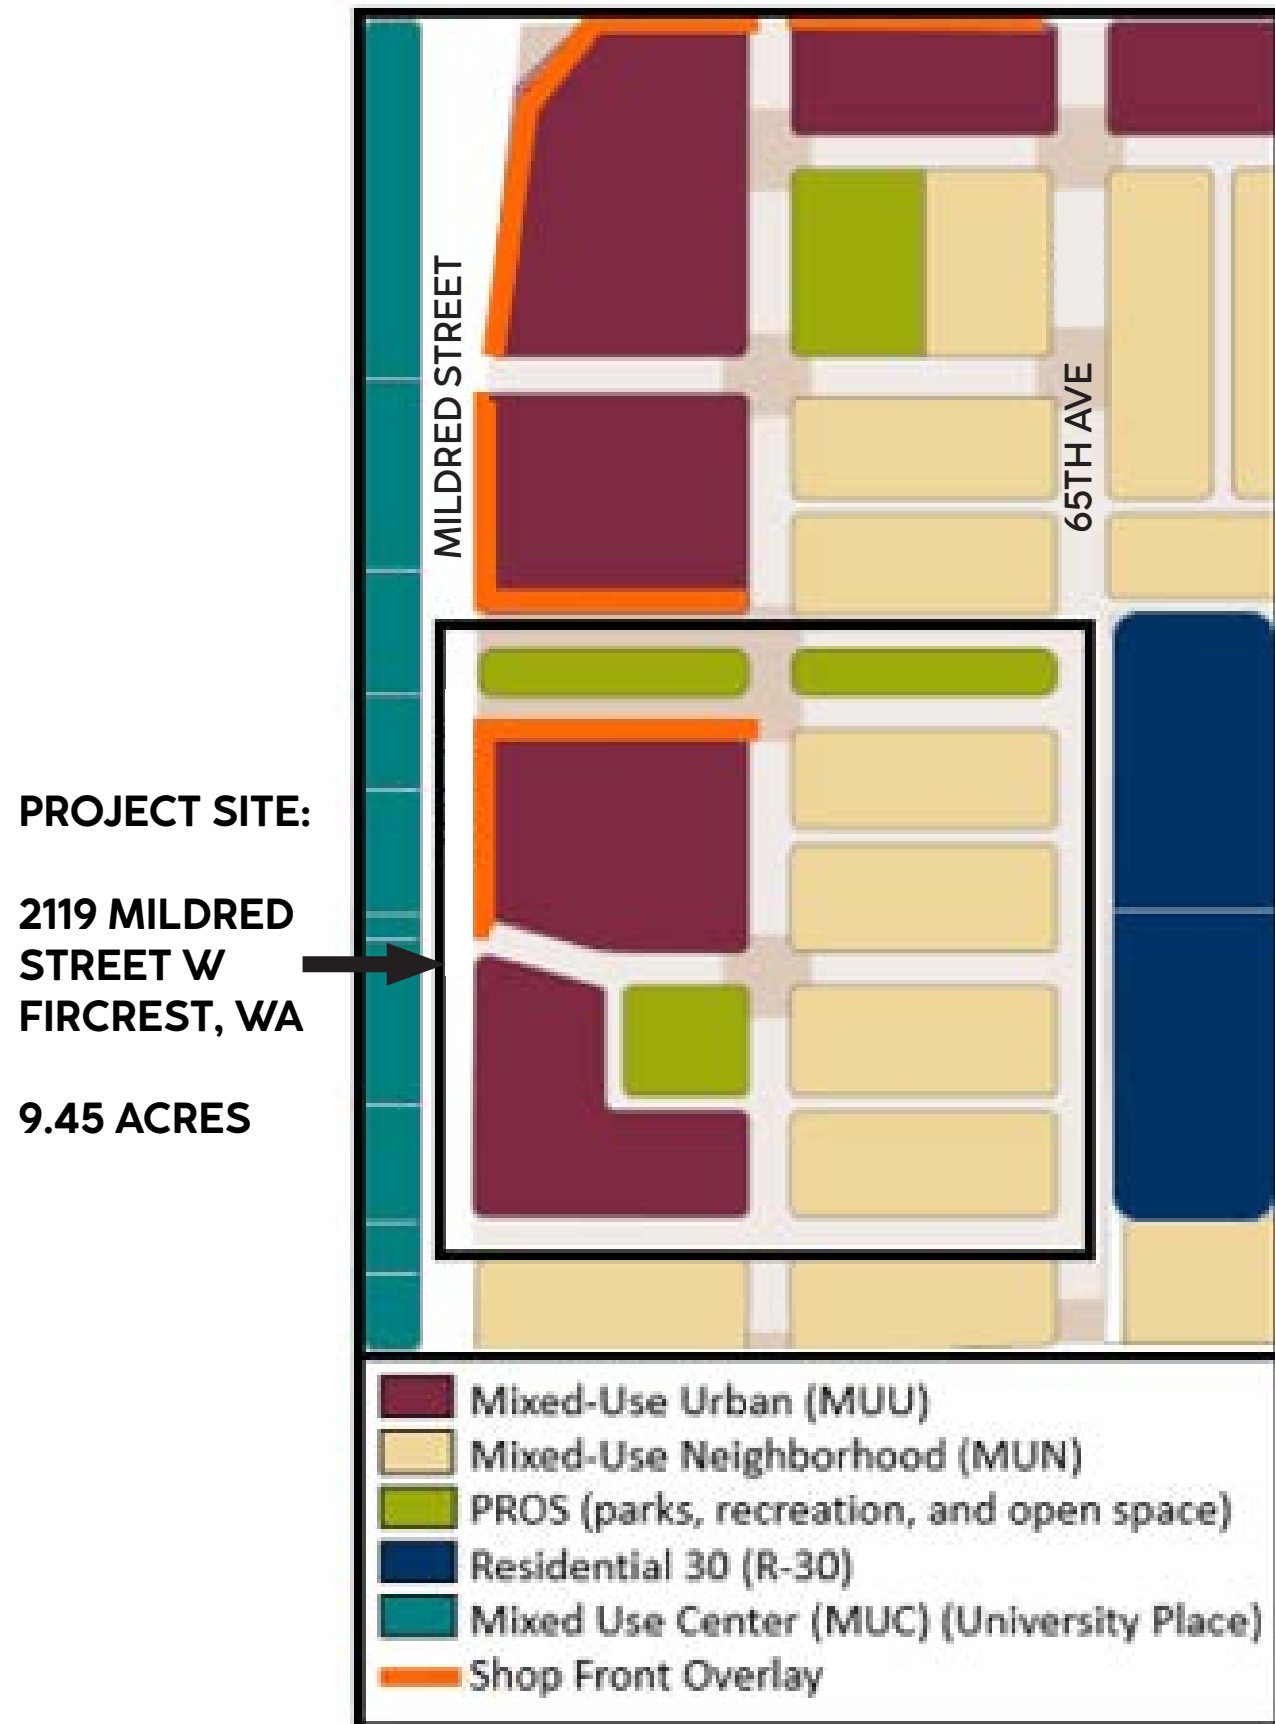 MILDRED STREET
65TH AVE
PROJECT SITE:
2119 MILDRED
STREET W
FIRCREST, WA
9.45 ACRES
Mixed-Use Urban (MUU)
Mixed-Use Neighborhood (MUN)
PROS (parks, recreation, and open space)
Residential 30 (R-30)
Mixed Use Center (MUC) (University Place)
Shop Front Overlay